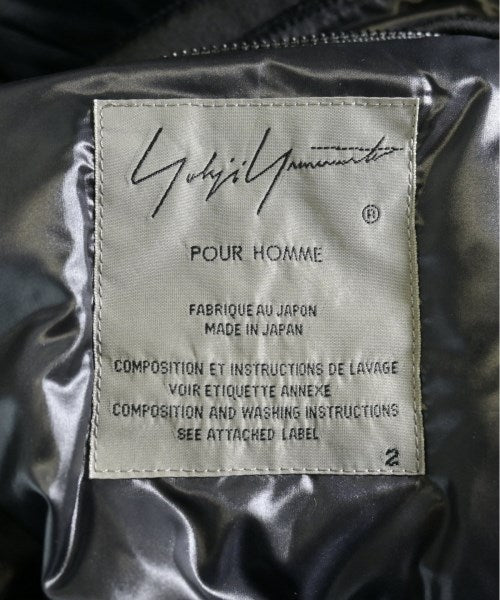 Yohji Yamamoto
®
POUR HOMME
FABRIQUE AU JAPON
MADE IN JAPAN
COMPOSITION ET INSTRUCTIONS DE LAVAGE
VOIR ETIQUETTE ANNEXE
COMPOSITION AND WASHING INSTRUCTIONS
SEE ATTACHED LABEL
2